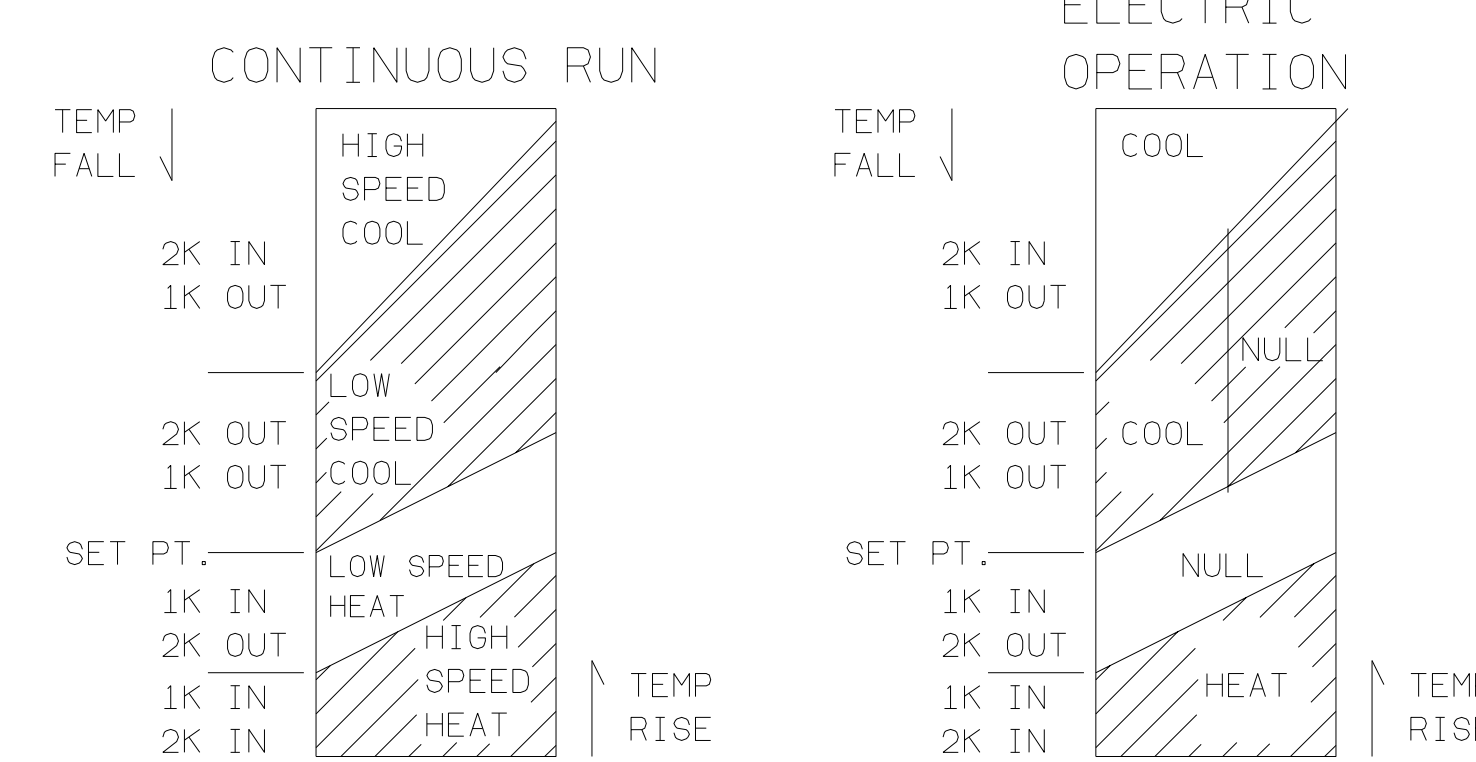 CONTINUOUS RUN
TEMP
FALL
HIGH
SPEED
COOL
2K IN
1K OUT
LOW
SPEED
COOL
2K OUT
1K OUT
SET PT.
LOW SPEED
HEAT
1K IN
2K OUT
HIGH
SPEED
HEAT
1K IN
2K IN
TEMP
RISE
ELECTRIC
OPERATION
TEMP
FALL
COOL
2K IN
1K OUT
NULL
COOL
2K OUT
1K OUT
SET PT.
NULL
1K IN
2K OUT
HEAT
1K IN
2K IN
TEMP
RISE